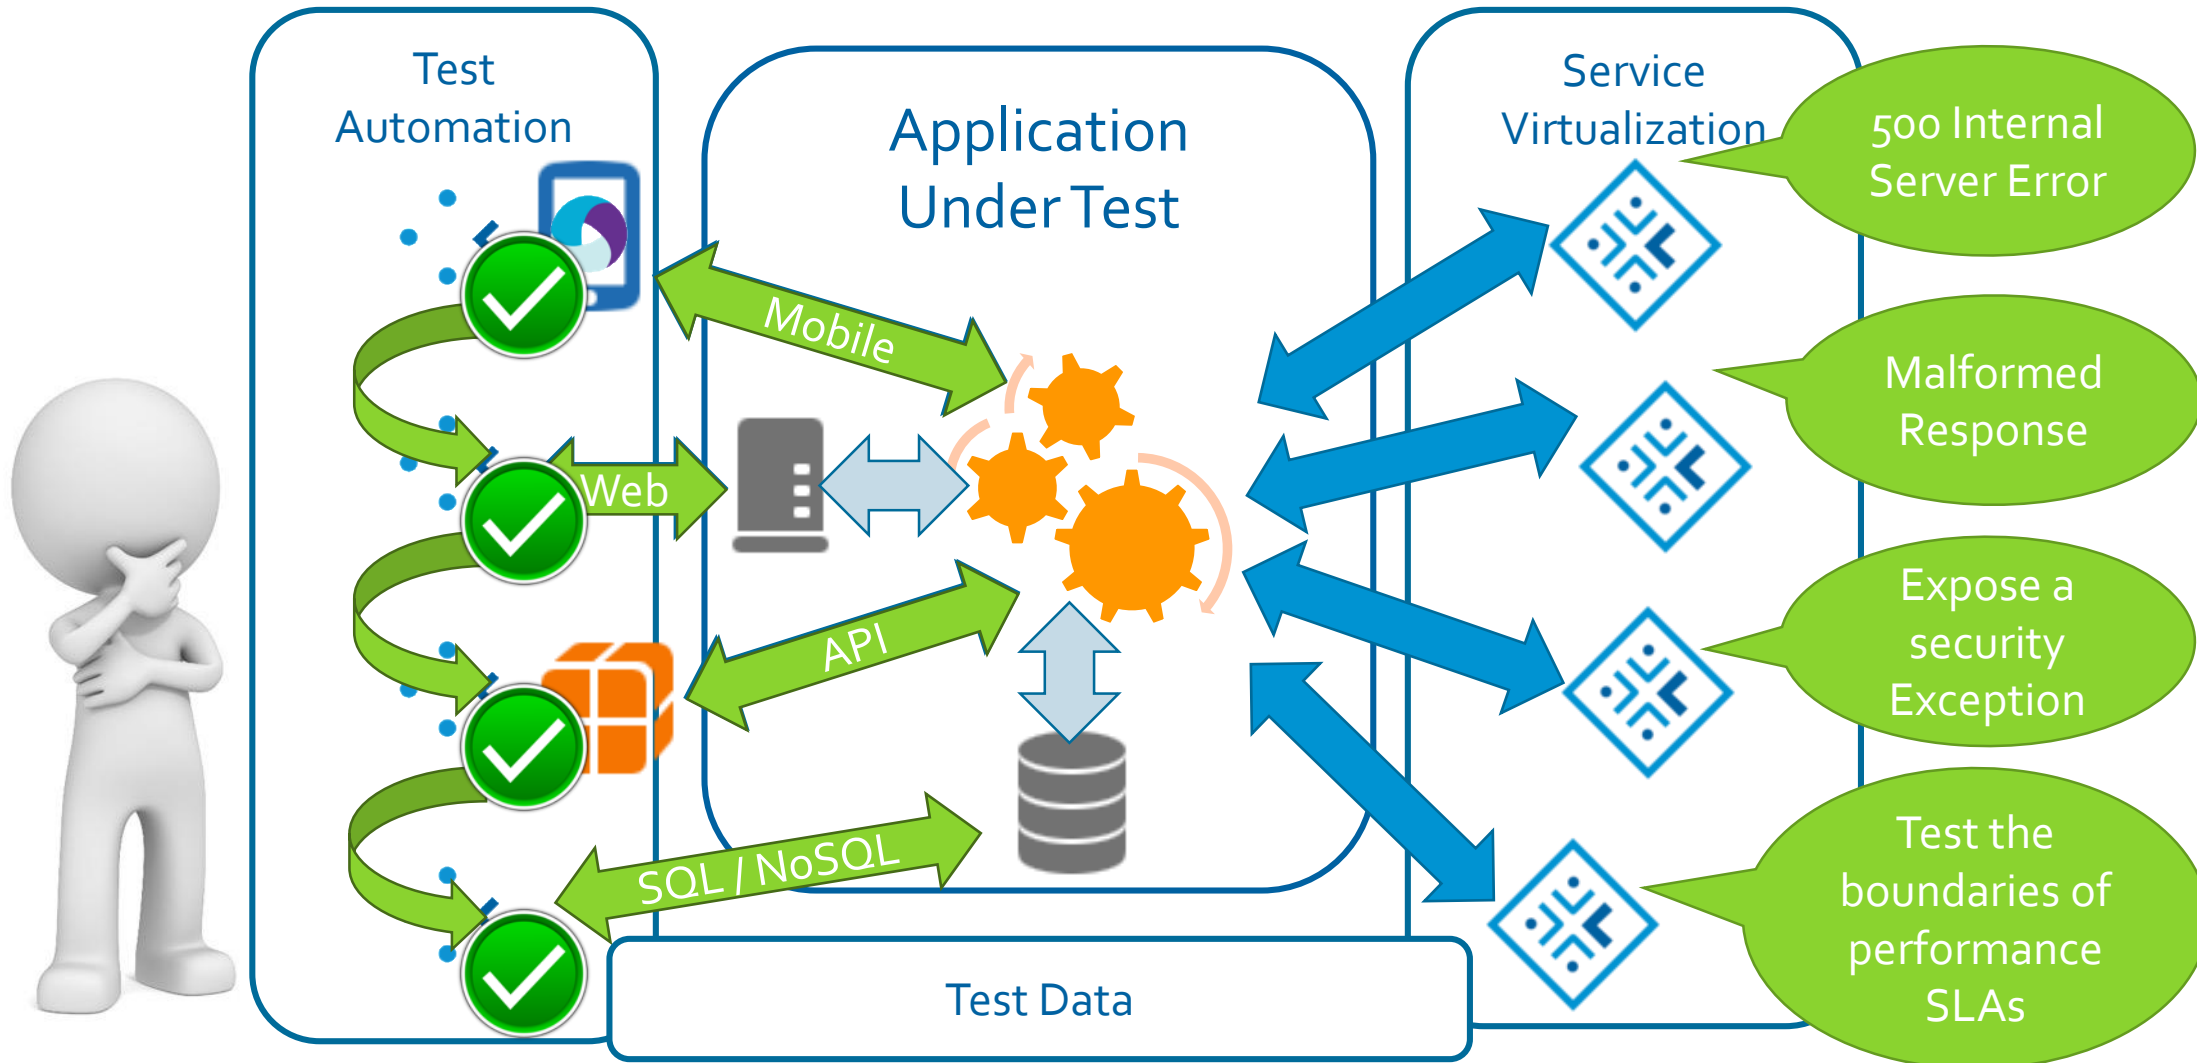 Test
Automation
Application
Under Test
Service
Virtualization
500 Internal
Server Error
Mobile
Malformed
Response
Web
API
Expose a
security
Exception
SQL / NoSQL
Test the
boundaries of
performance
SLAs
Test Data